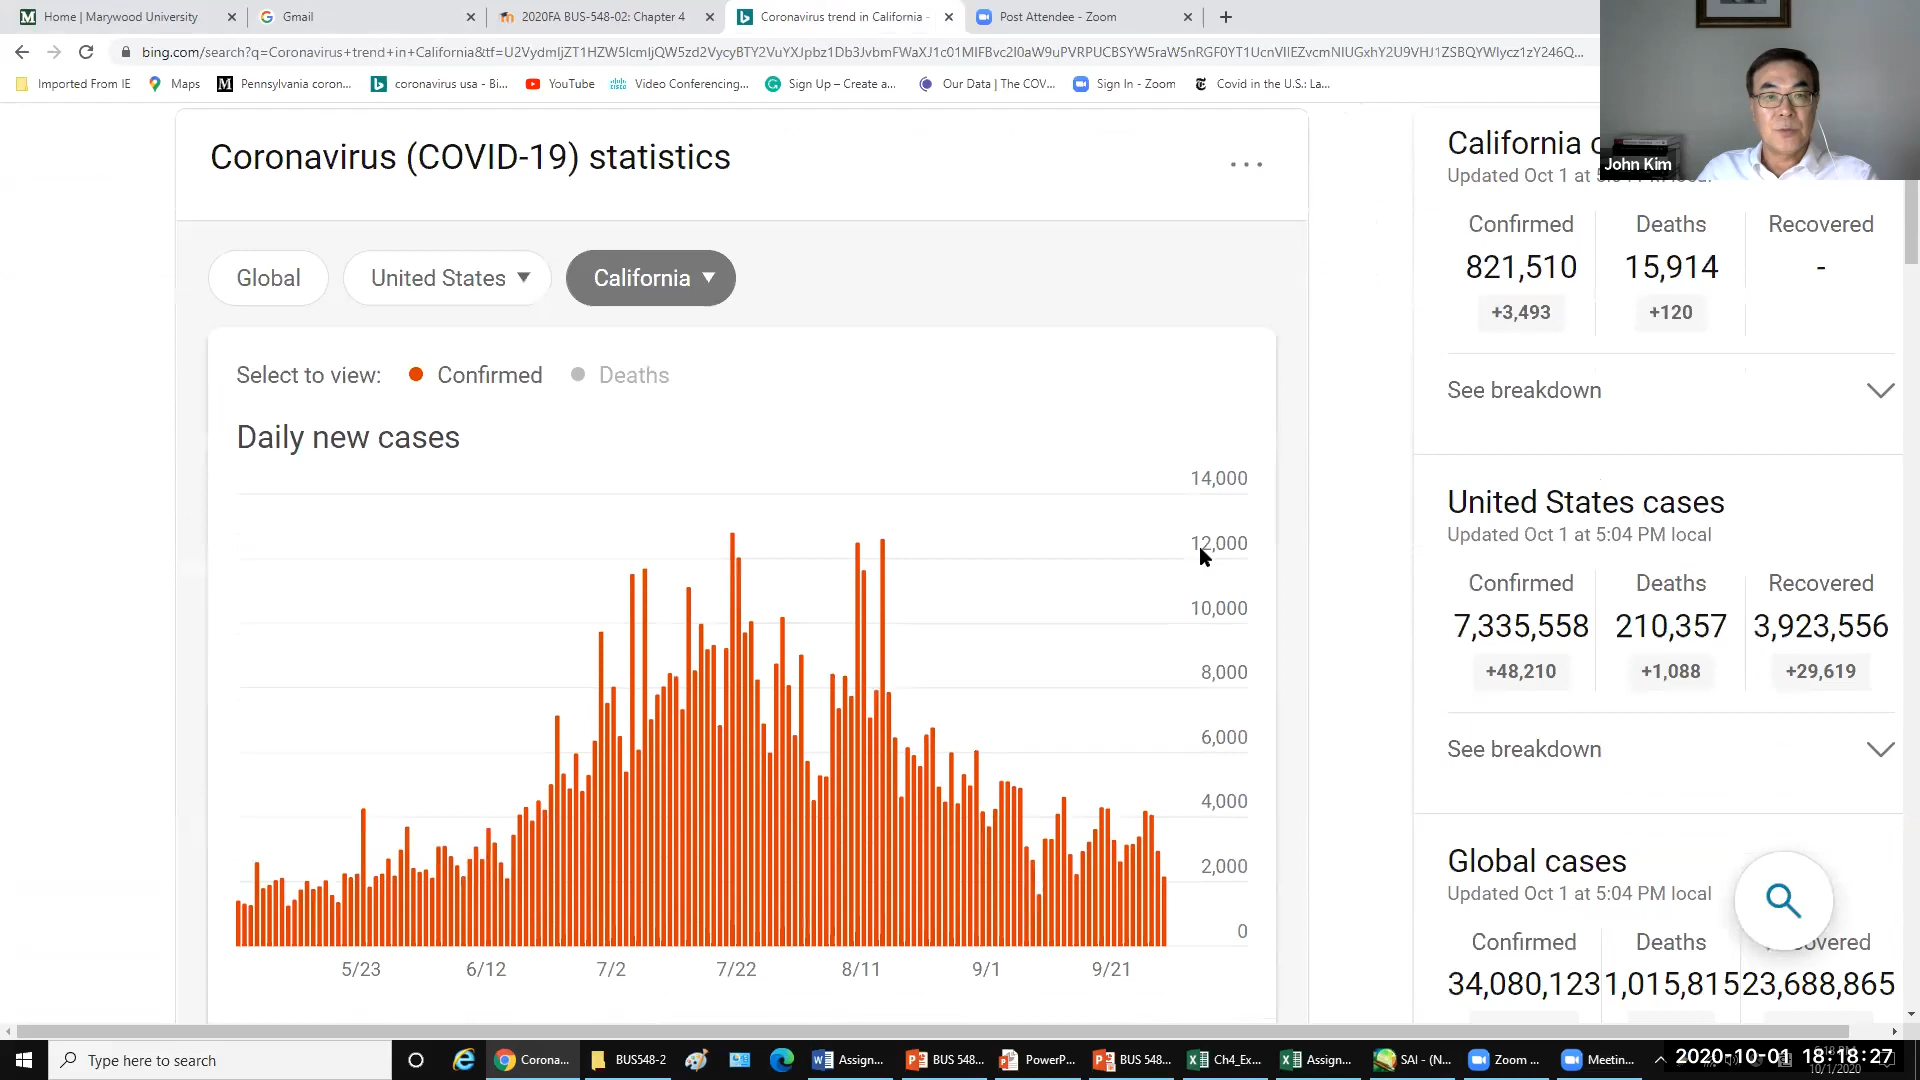 Home | Marywood University
Gmail
2020FA BUS-548-02: Chapter 4
Coronavirus trend in California -
Post Attendee - Zoom
Imported From IE
Maps
Pennsylvania coron...
coronavirus usa - Bi...
YouTube
Video Conferencing...
Sign Up – Create a...
Our Data | The COV...
Sign In - Zoom
Covid in the U.S.: La...
John Kim
Coronavirus (COVID-19) statistics
Global
United States
California
Select to view:
Confirmed
Deaths
Daily new cases
14,000
12,000
10,000
8,000
6,000
4,000
2,000
0
5/23
6/12
7/2
7/22
8/11
9/1
9/21
California
Updated Oct 1 at
Confirmed
Deaths
Recovered
821,510
15,914
-
+3,493
+120
See breakdown
United States cases
Updated Oct 1 at 5:04 PM local
Confirmed
Deaths
Recovered
7,335,558
210,357
3,923,556
+48,210
+1,088
+29,619
See breakdown
Global cases
Updated Oct 1 at 5:04 PM local
Confirmed
Deaths
34,080,123
1,015,815
23,688,865
Type here to search
Corona...
BUS548-2
Assign...
BUS 548...
PowerP...
BUS 548...
Ch4_Ex...
Assign...
SAI - (N...
Zoom ...
Meetin...
2020-10-01 18:18:27
10/1/2020